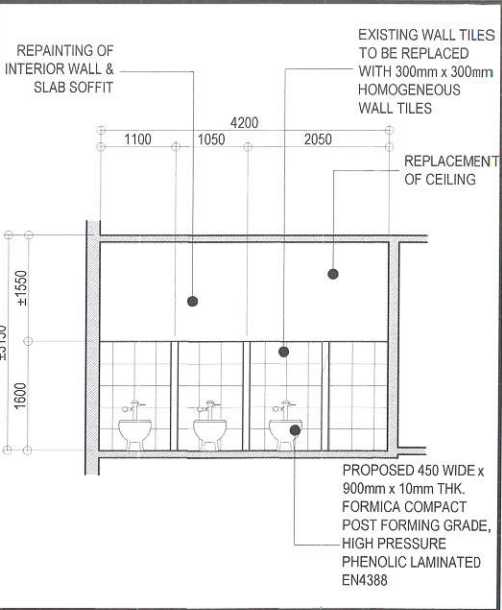 REPAINTING OF
INTERIOR WALL &
SLAB SOFFIT
EXISTING WALL TILES
TO BE REPLACED
WITH 300mm x 300mm
HOMOGENEOUS
WALL TILES
4200
1100 1050 2050
REPLACEMENT
OF CEILING
±1550
±3150
1600
PROPOSED 450 WIDE x
900mm x 10mm THK.
FORMICA COMPACT
POST FORMING GRADE,
HIGH PRESSURE
PHENOLIC LAMINATED
EN4388